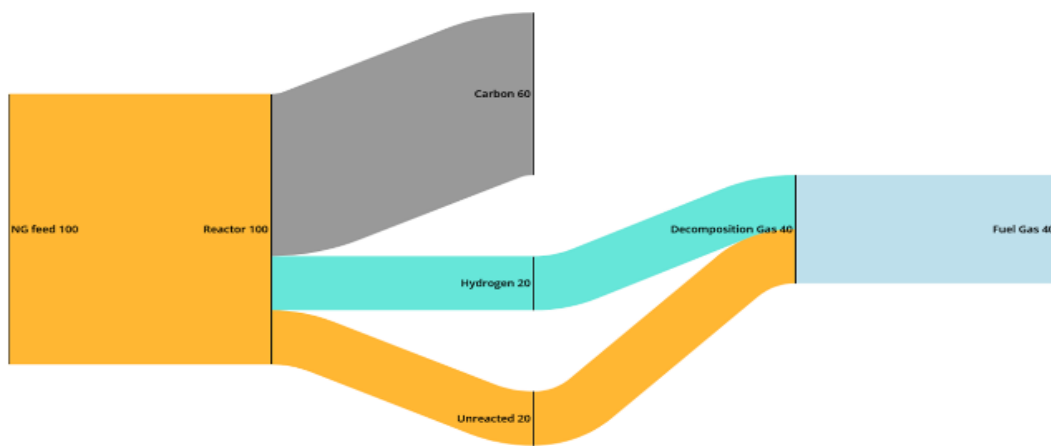 Carbon 60
NG feed 100
Reactor 100
Decomposition Gas 40
Fuel Gas 40
Hydrogen 20
Unreacted 20